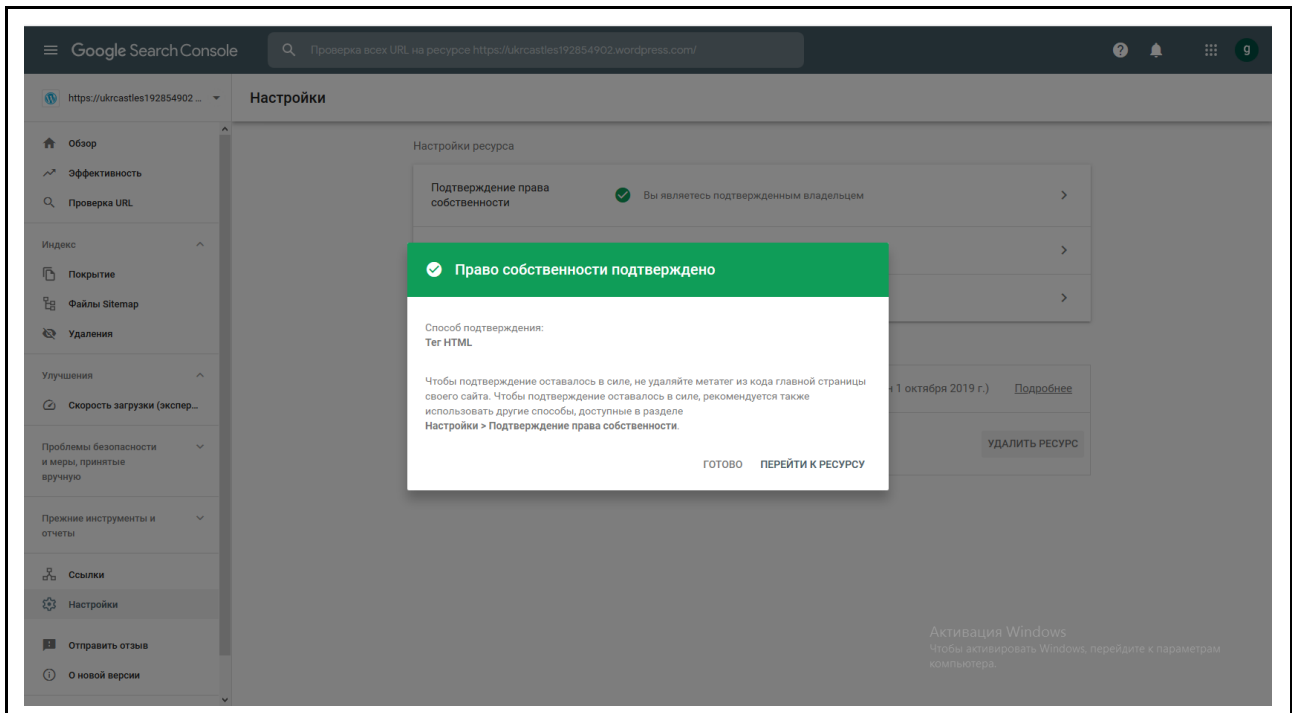 Google Search Console
Проверка всех URL на ресурсе https://ukrcastles192854902.wordpress.com/
g
https://ukrcastles192854902 ...
Настройки
Обзор
Эффективность
Проверка URL
Индекс
Покрытие
Файлы Sitemap
Удаления
Улучшения
Скорость загрузки (экспер...
Проблемы безопасности
и меры, принятые
вручную
Прежние инструменты и
отчеты
Ссылки
Настройки
Отправить отзыв
О новой версии
Настройки ресурса
Подтверждение права
собственности
Вы являетесь подтвержденным владельцем
Право собственности подтверждено
Способ подтверждения:
Тег HTML
Чтобы подтверждение оставалось в силе, не удаляйте метатег из кода главной страницы
своего сайта. Чтобы подтверждение оставалось в силе, рекомендуется также
использовать другие способы, доступные в разделе
Настройки > Подтверждение права собственности.
ГОТОВО ПЕРЕЙТИ К РЕСУРСУ
1 октября 2019 г.) Подробнее
УДАЛИТЬ РЕСУРС
Активация Windows
Чтобы активировать Windows, перейдите к параметрам
компьютера.